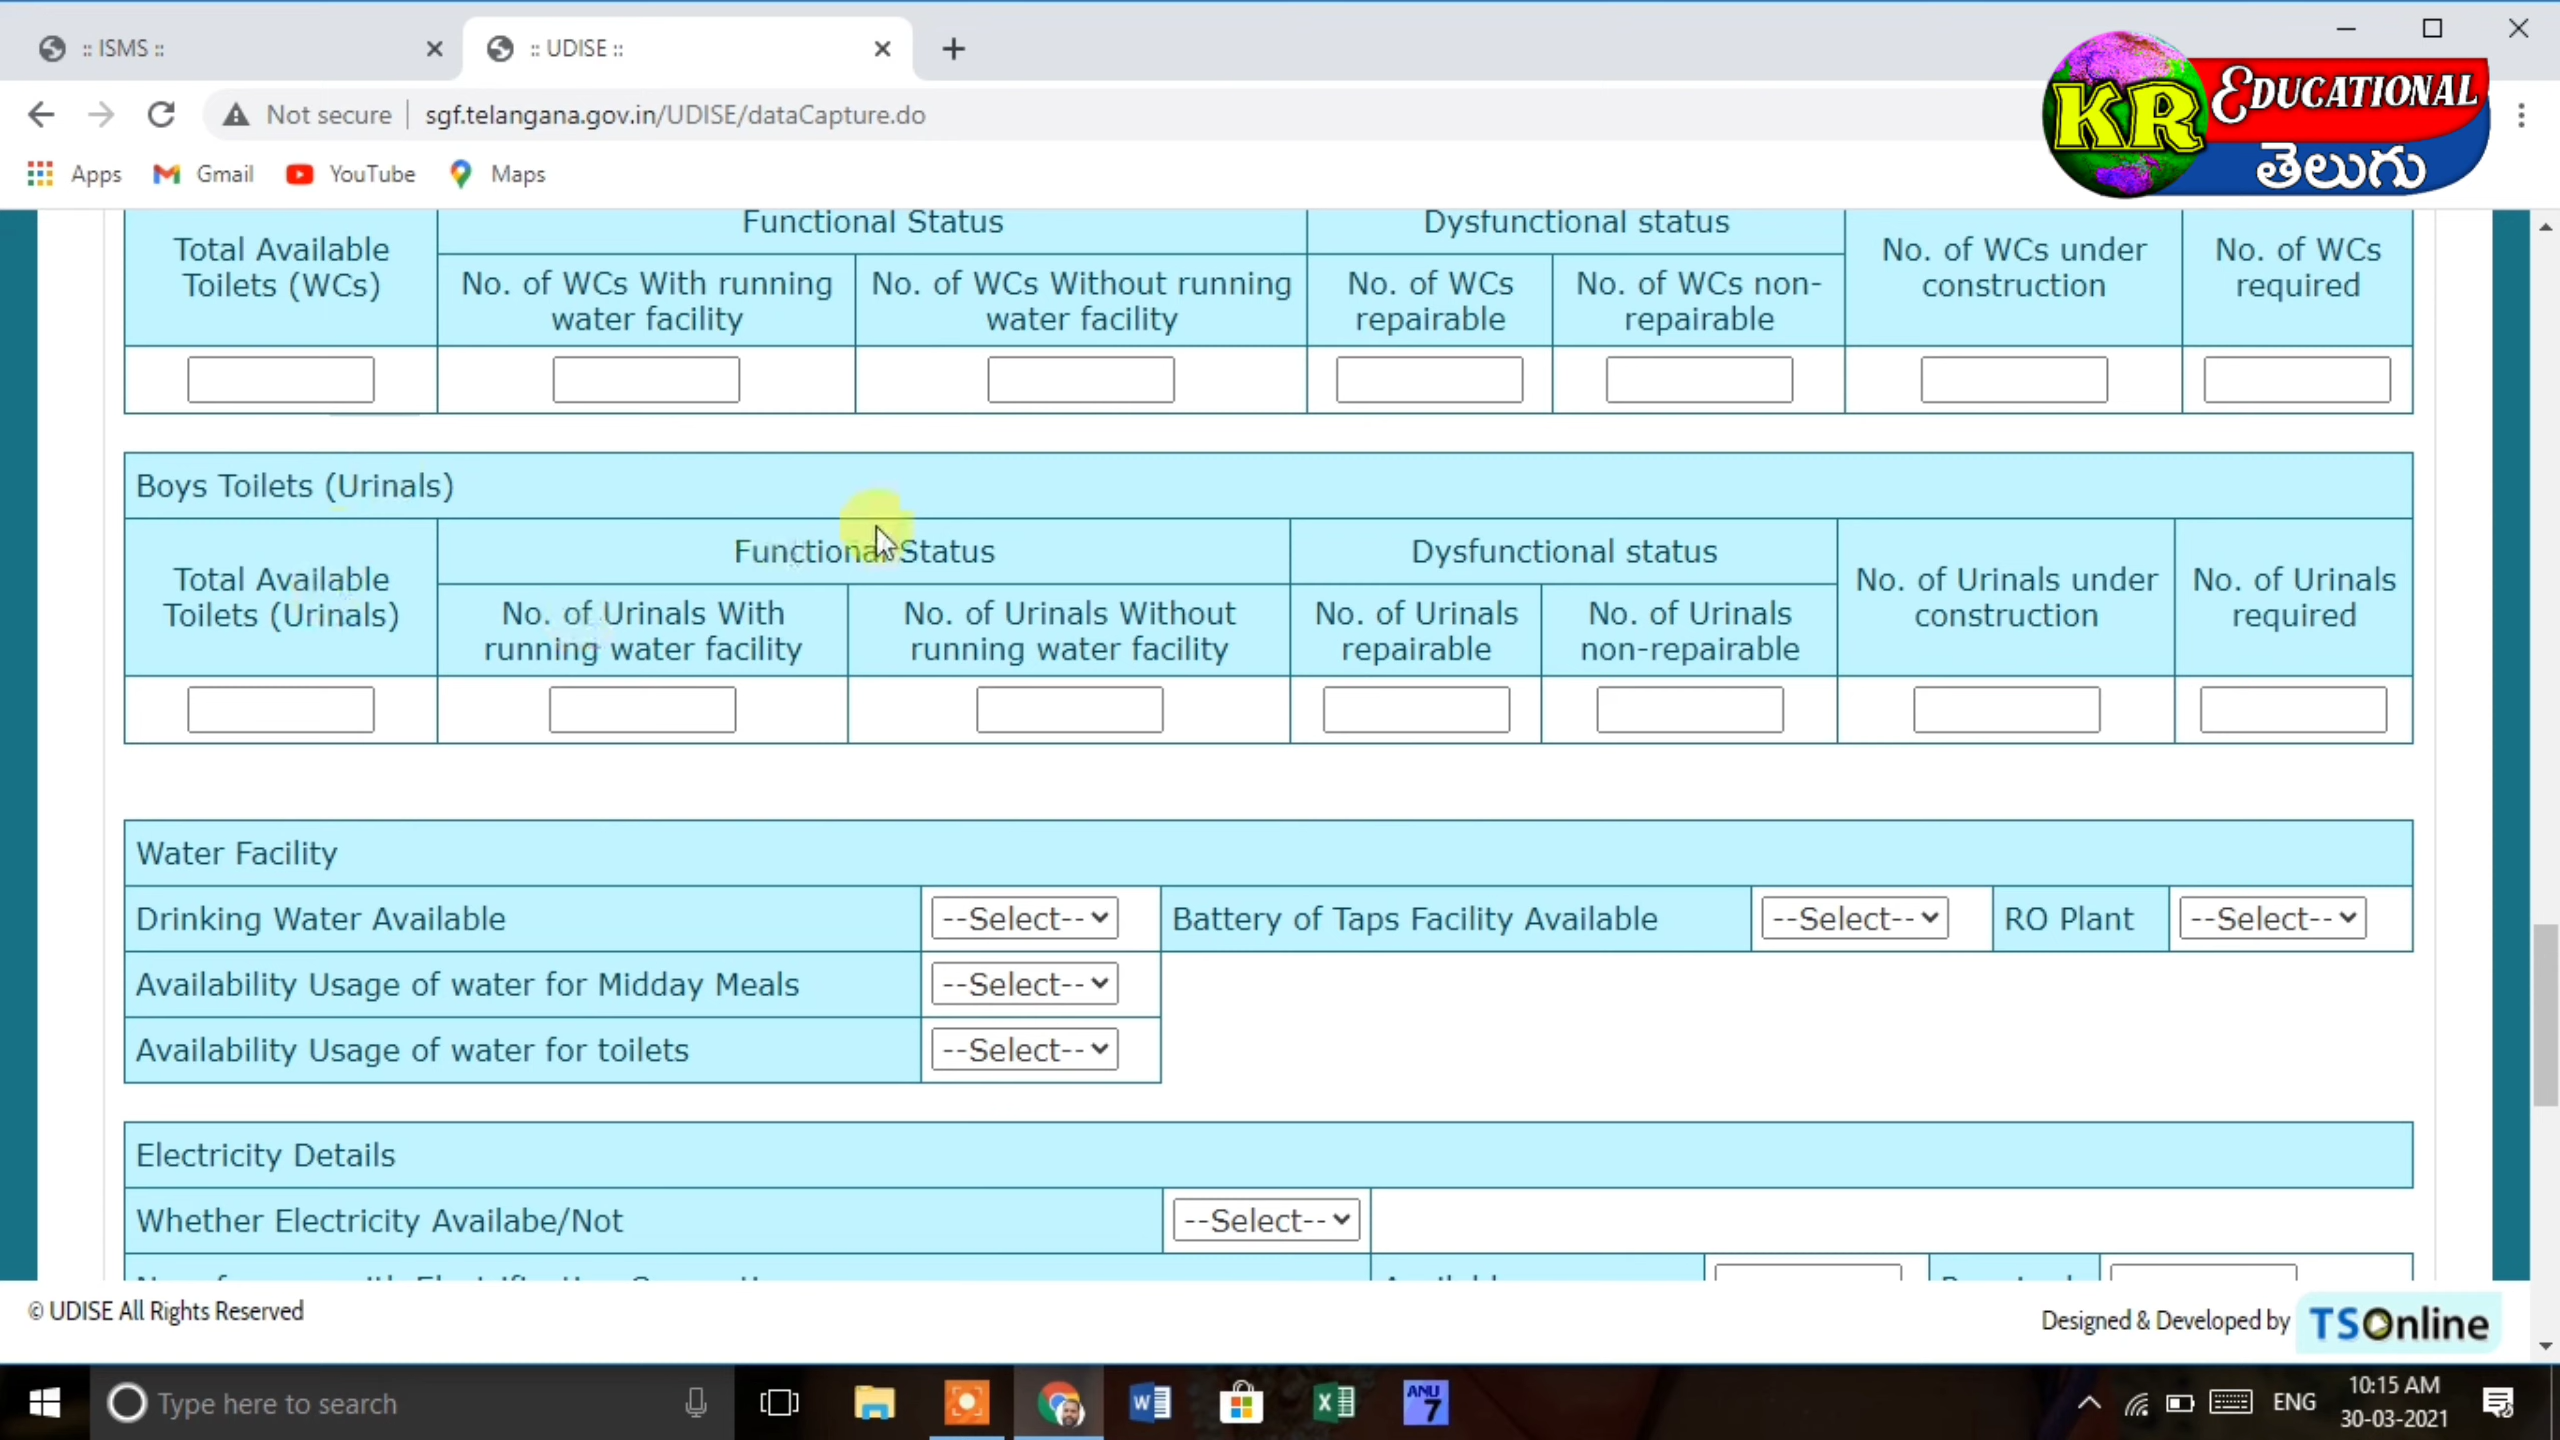 :: ISMS ::
:: UDISE ::
Not secure
sgf.telangana.gov.in/UDISE/dataCapture.do
KR EDUCATIONAL
తెలుగు
Apps
Gmail
YouTube
Maps
Total Available
Toilets (WCs)
Functional Status
Dysfunctional status
No. of WCs under
construction
No. of WCs
required
No. of WCs With running
water facility
No. of WCs Without running
water facility
No. of WCs
repairable
No. of WCs non-
repairable
Boys Toilets (Urinals)
Total Available
Toilets (Urinals)
Functional Status
Dysfunctional status
No. of Urinals under
construction
No. of Urinals
required
No. of Urinals With
running water facility
No. of Urinals Without
running water facility
No. of Urinals
repairable
No. of Urinals
non-repairable
Water Facility
Drinking Water Available
--Select--
Battery of Taps Facility Available
--Select--
RO Plant
--Select--
Availability Usage of water for Midday Meals
--Select--
Availability Usage of water for toilets
--Select--
Electricity Details
Whether Electricity Availabe/Not
--Select--
© UDISE All Rights Reserved
Designed & Developed by
TSOnline
Type here to search
ANU
7
ENG
10:15 AM
30-03-2021